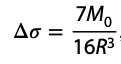 Δσ = 7M₀ / 16R³,